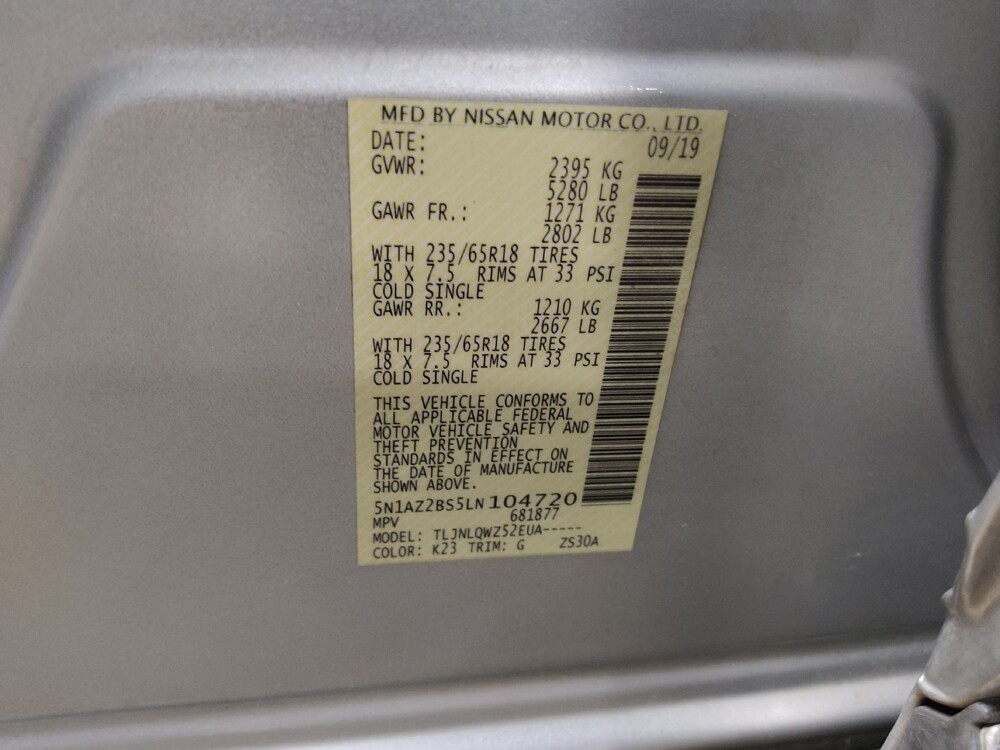 MFD BY NISSAN MOTOR CO., LTD.
DATE: 09/19
GVWR: 2395 KG
5280 LB
GAWR FR.: 1271 KG
2802 LB
WITH 235/65R18 TIRES
18 X 7.5 RIMS AT 33 PSI
COLD SINGLE
GAWR RR.: 1210 KG
2667 LB
WITH 235/65R18 TIRES
18 X 7.5 RIMS AT 33 PSI
COLD SINGLE
THIS VEHICLE CONFORMS TO
ALL APPLICABLE FEDERAL
MOTOR VEHICLE SAFETY AND
THEFT PREVENTION
STANDARDS IN EFFECT ON
THE DATE OF MANUFACTURE
SHOWN ABOVE.
5N1AZ2BS5LN104720
MPV 681877
MODEL: TLJNLQWZ52EUA-----
COLOR: K23 TRIM: G ZS30A